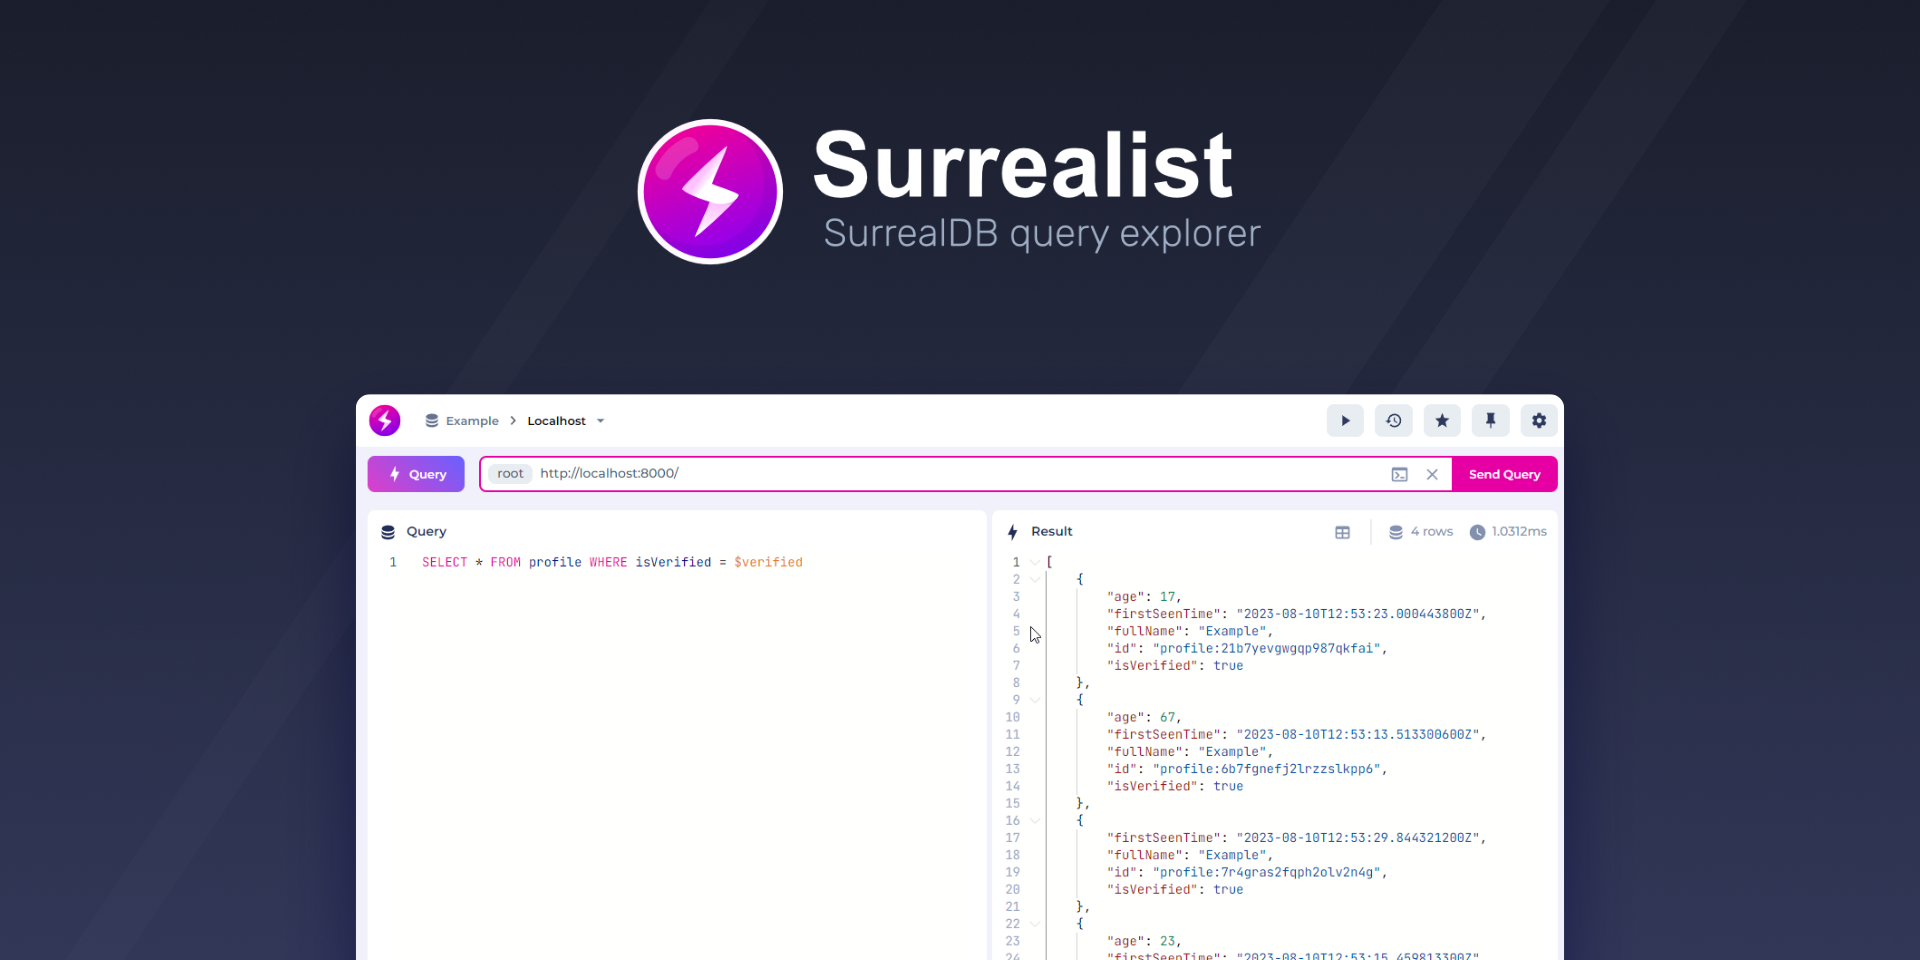 Surrealist
SurrealDB query explorer
Example > Localhost
Query
root http://localhost:8000/
Send Query
Query
1 SELECT * FROM profile WHERE isVerified = $verified
Result
4 rows
1.0312ms
1 [
2 {
3 "age": 17,
4 "firstSeenTime": "2023-08-10T12:53:23.000443800Z",
5 "fullName": "Example",
6 "id": "profile:21b7yevgwgqp987qkfai",
7 "isVerified": true
8 },
9 {
10 "age": 67,
11 "firstSeenTime": "2023-08-10T12:53:13.513300600Z",
12 "fullName": "Example",
13 "id": "profile:6b7fgnefj2lrzzslkpp6",
14 "isVerified": true
15 },
16 {
17 "firstSeenTime": "2023-08-10T12:53:29.844321200Z",
18 "fullName": "Example",
19 "id": "profile:7r4gras2fqph2olv2n4g",
20 "isVerified": true
21 },
22 {
23 "age": 23,
24 "firstSeenTime": "2023-08-10T12:53:15.459813300Z"